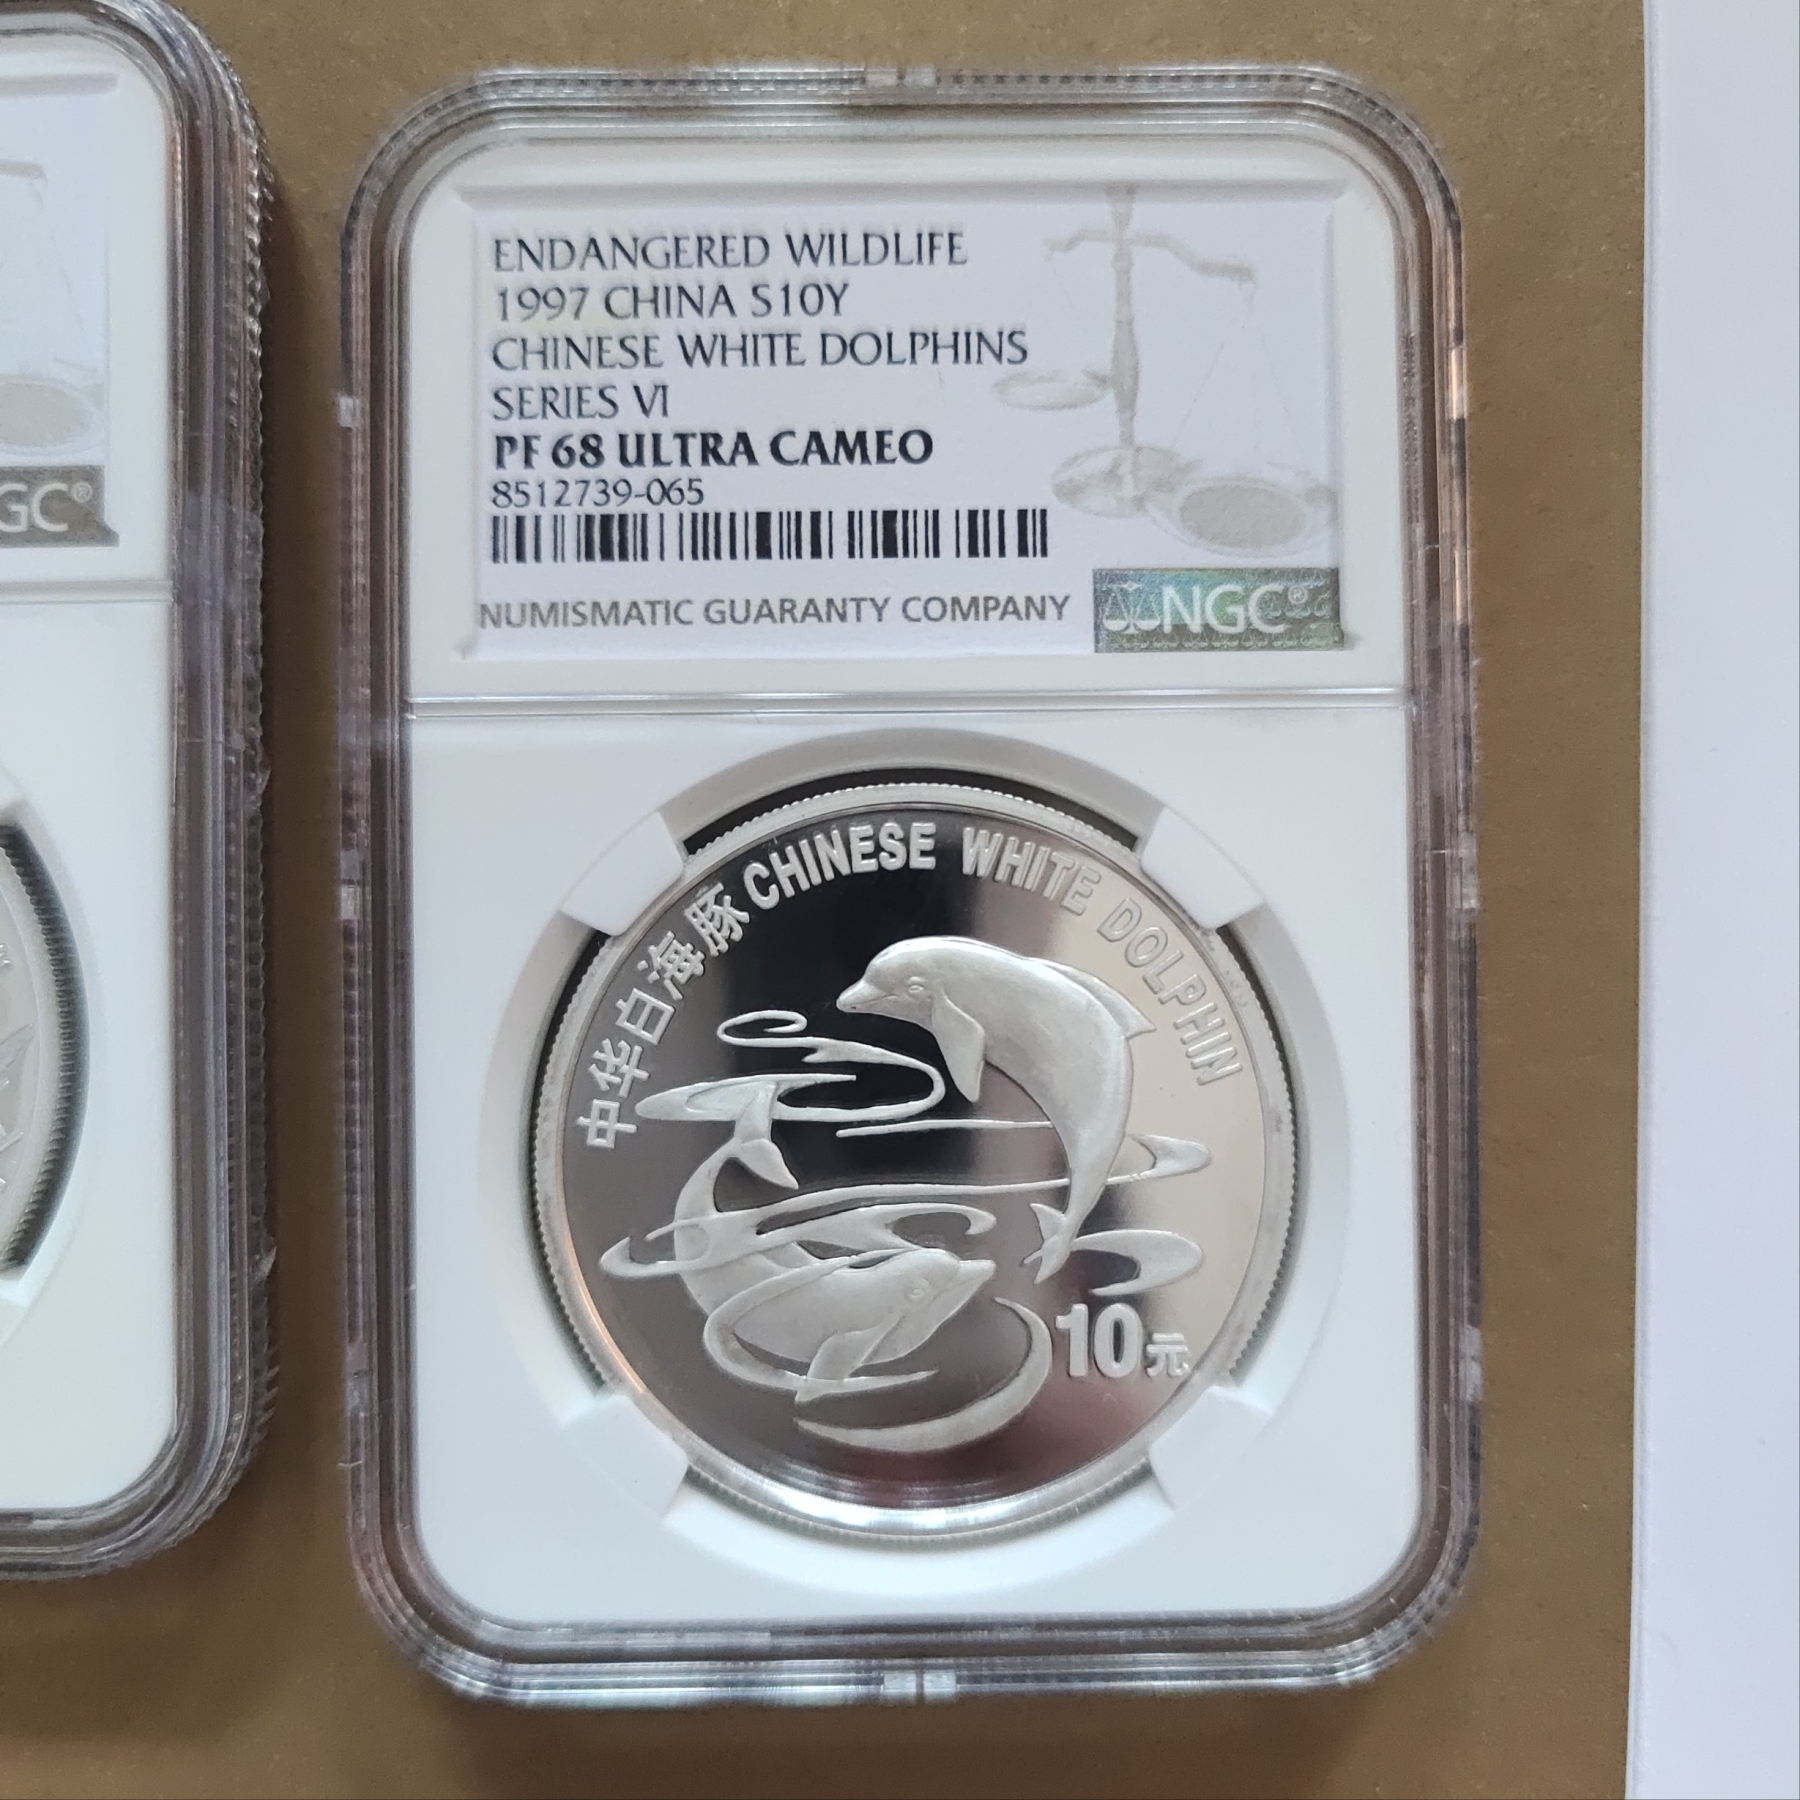 ENDANGERED WILDLIFE
1997 CHINA S10Y
CHINESE WHITE DOLPHINS
SERIES VI
PF 68 ULTRA CAMEO
8512739-065
NUMISMATIC GUARANTY COMPANY
NGC®
中华白海豚 CHINESE WHITE DOLPHIN
10元
GC®